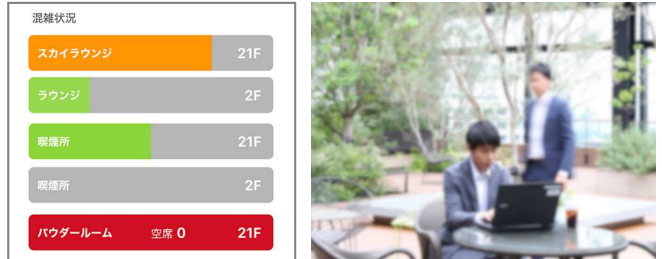 混雑状況
スカイラウンジ 21F
ラウンジ 2F
喫煙所 21F
喫煙所 2F
パウダールーム 空席 0 21F